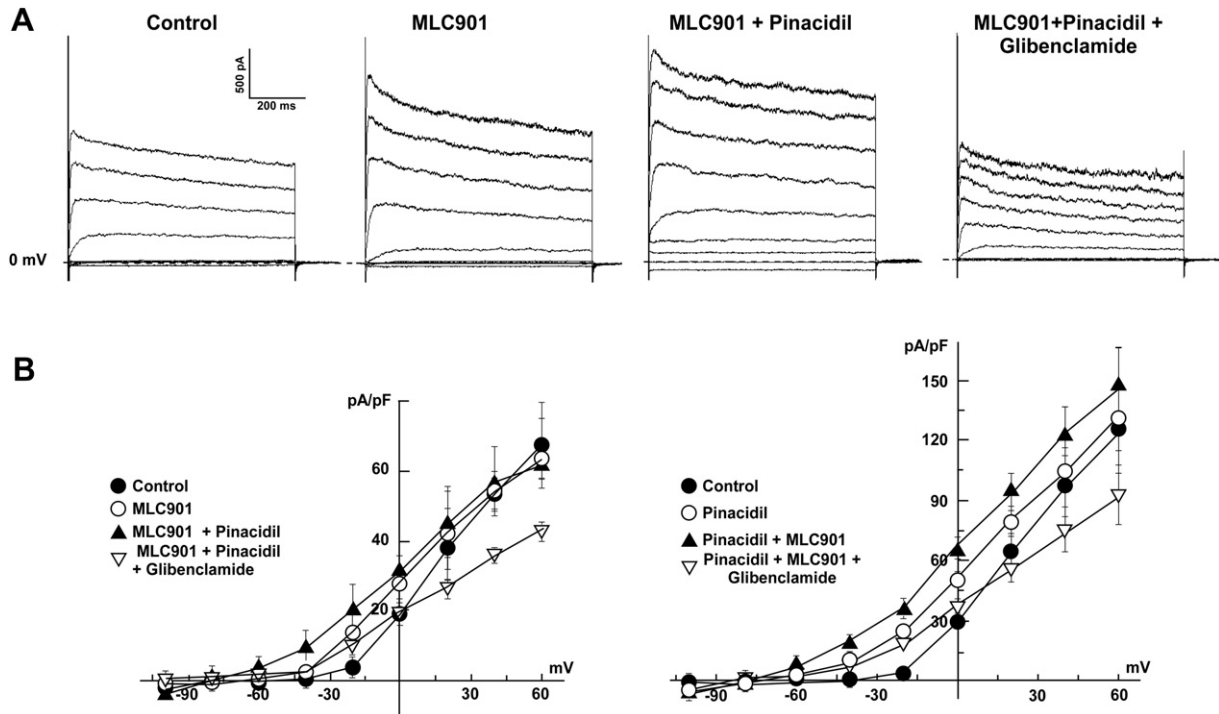 A
Control
MLC901
MLC901 + Pinacidil
MLC901+Pinacidil +
Glibenclamide
500 pA
200 ms
0 mV
B
pA/pF
60
40
20
-90
-60
-30
30
60
mV
Control
MLC901
MLC901 + Pinacidil
MLC901 + Pinacidil
+ Glibenclamide
pA/pF
150
120
90
60
30
-90
-60
-30
30
60
mV
Control
Pinacidil
Pinacidil + MLC901
Pinacidil + MLC901 +
Glibenclamide